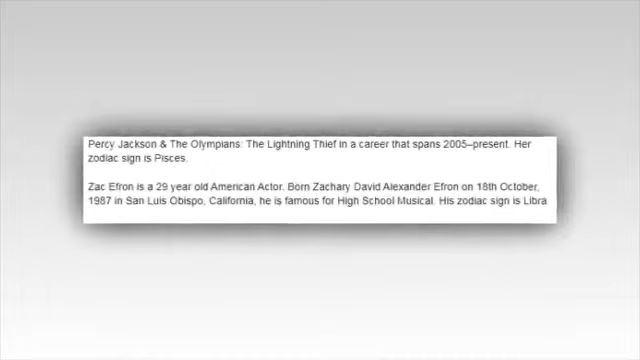 Percy Jackson & The Olympians: The Lightning Thief in a career that spans 2005–present. Her
zodiac sign is Pisces.
Zac Efron is a 29 year old American Actor. Born Zachary David Alexander Efron on 18th October,
1987 in San Luis Obispo, California, he is famous for High School Musical. His zodiac sign is Libra